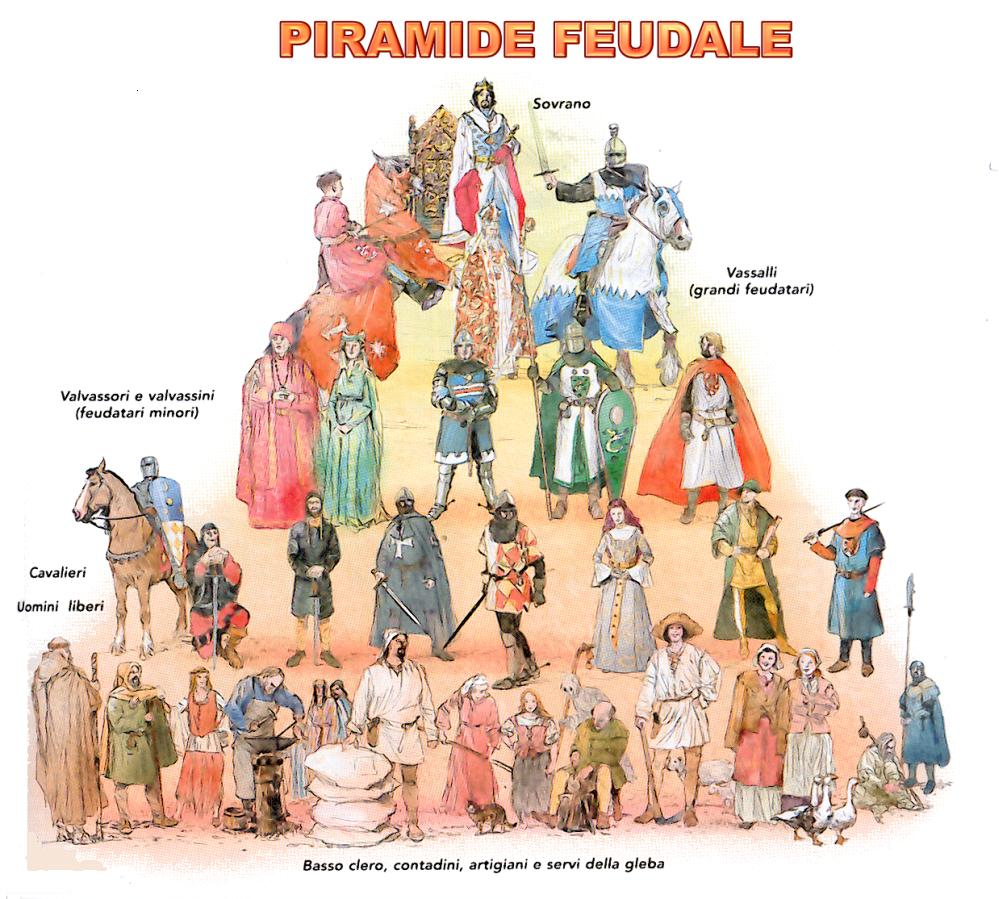 PIRAMIDE FEUDALE
Sovrano
Vassalli
(grandi feudatari)
Valvassori e valvassini
(feudatari minori)
Cavalieri
Uomini liberi
Basso clero, contadini, artigiani e servi della gleba